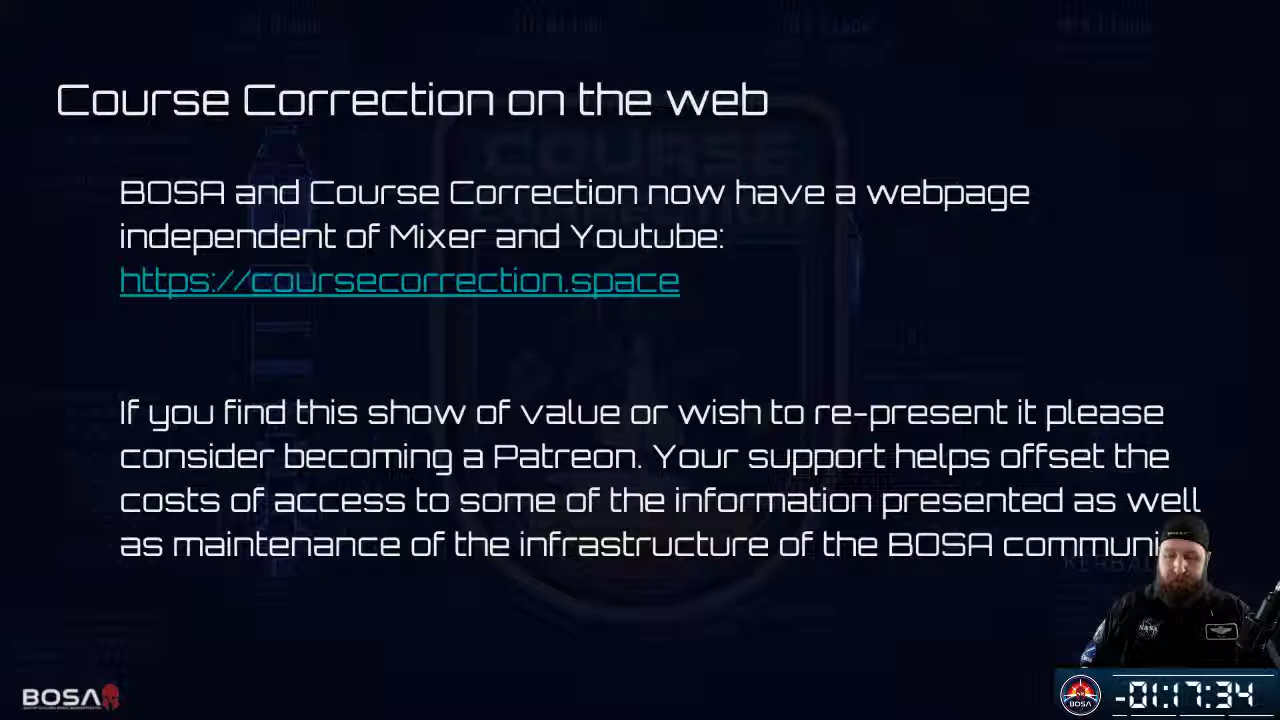 Course Correction on the web
BOSA and Course Correction now have a webpage
independent of Mixer and Youtube:
https://coursecorrection.space
If you find this show of value or wish to re-present it please
consider becoming a Patreon. Your support helps offset the
costs of access to some of the information presented as well
as maintenance of the infrastructure of the BOSA communi
COURSE
NASA
BOSA
BOSA
-01:17:34